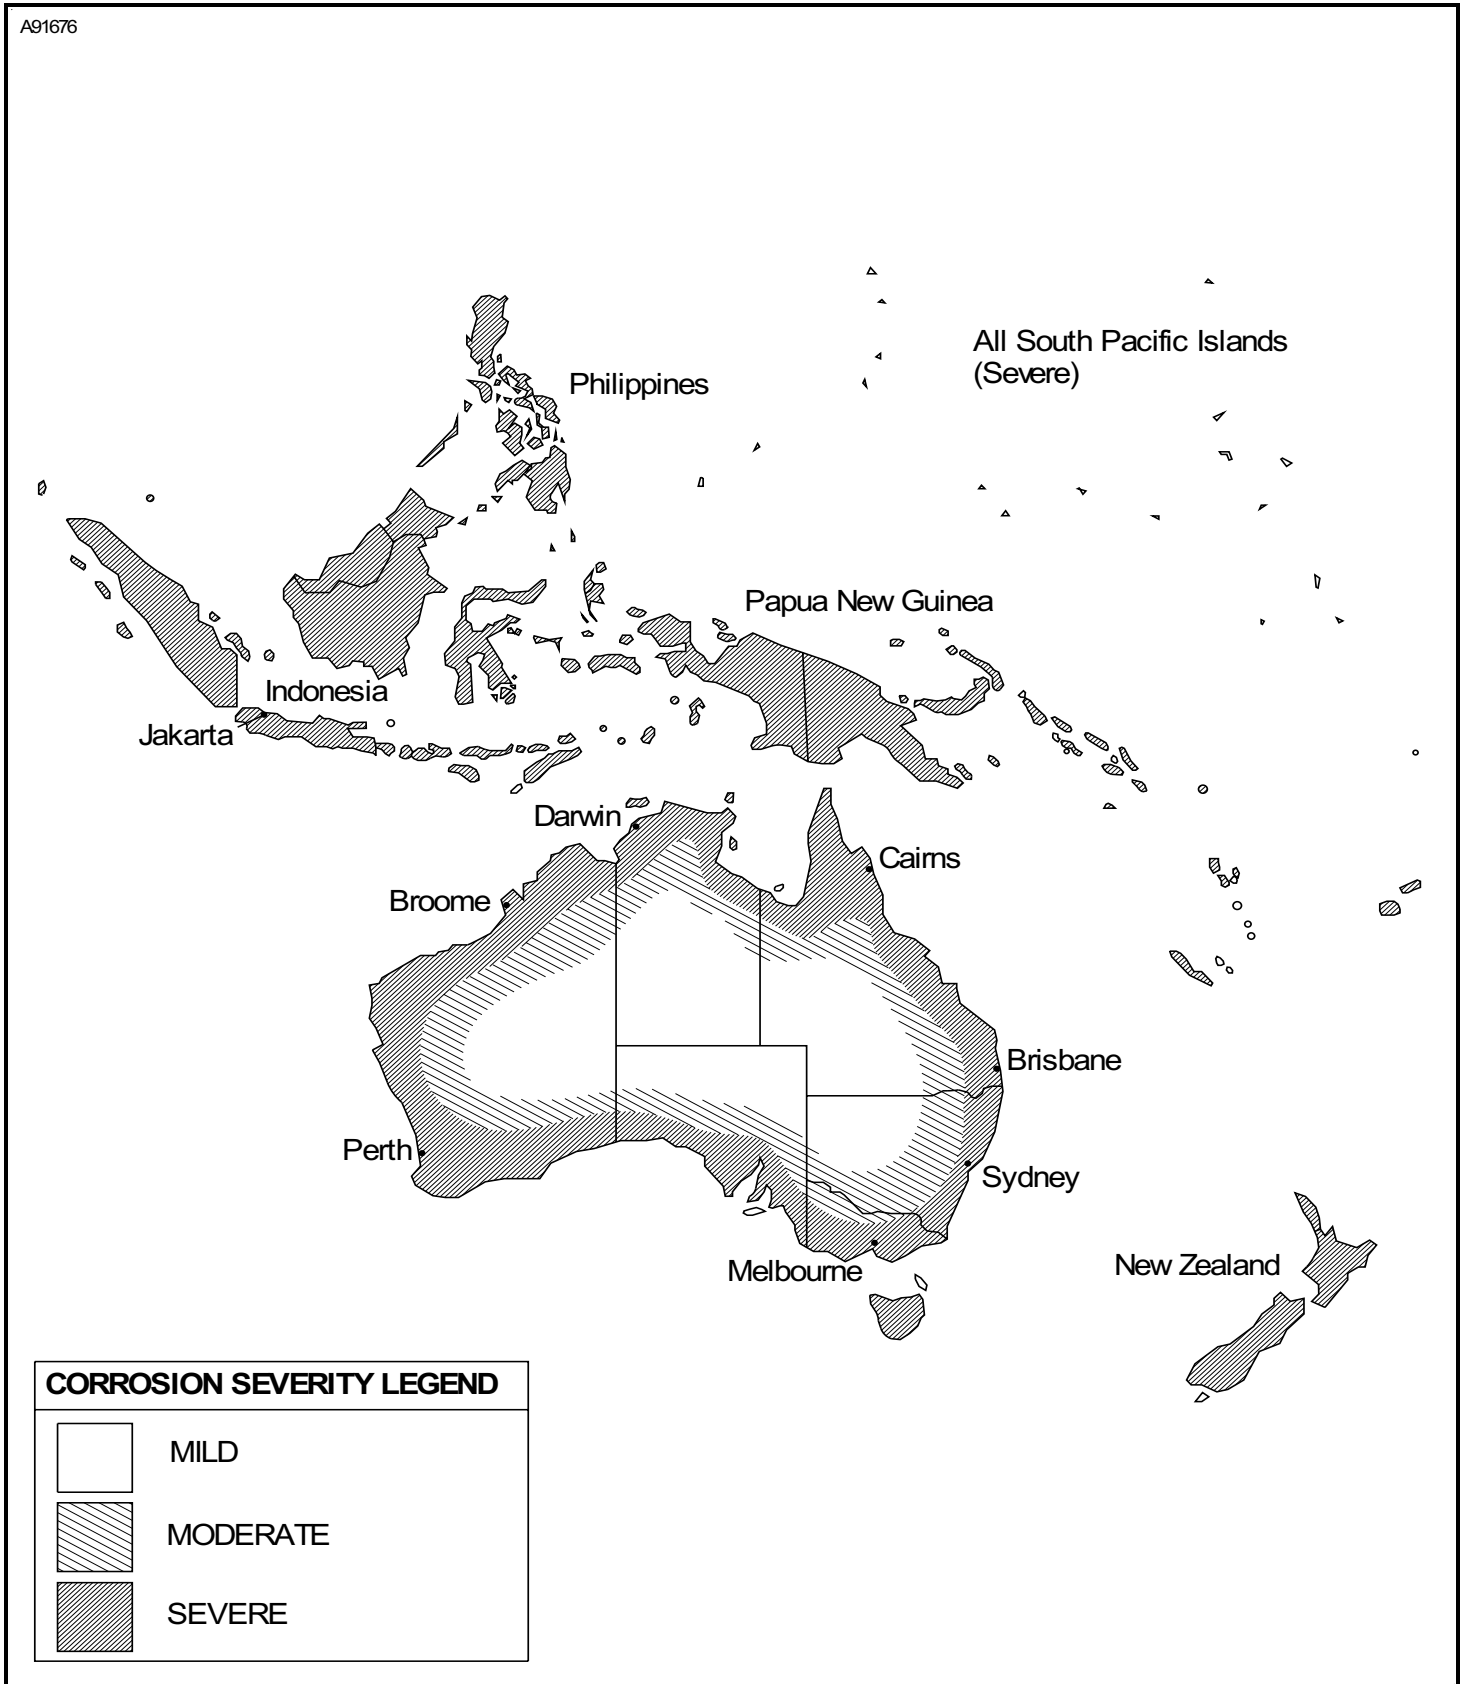 A91676
All South Pacific Islands
(Severe)
Philippines
Papua New Guinea
Indonesia
Jakarta
Darwin
Cairns
Broome
Brisbane
Perth
Sydney
New Zealand
Melbourne
CORROSION SEVERITY LEGEND
MILD
MODERATE
SEVERE